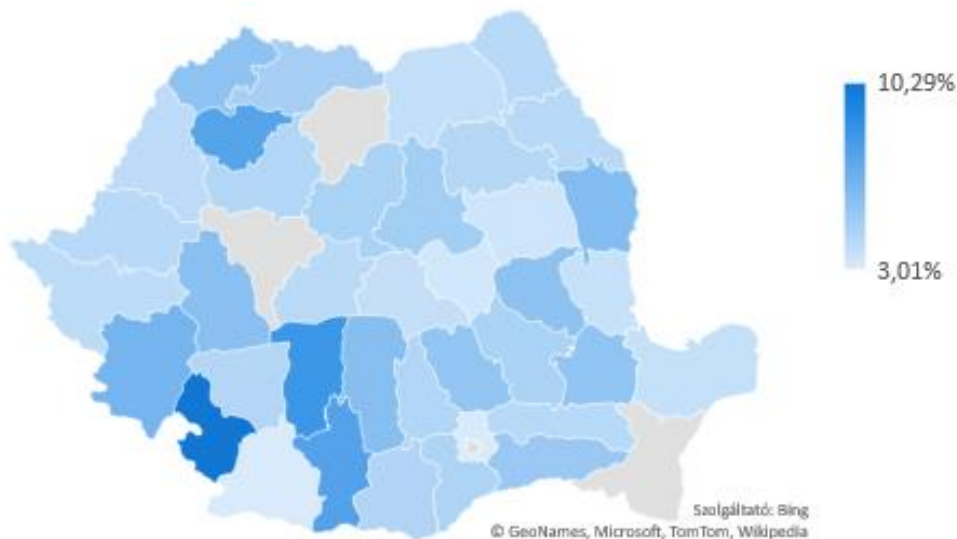 10,29%
3,01%
Szolgáltató: Bing
© GeoNames, Microsoft, TomTom, Wikipedia